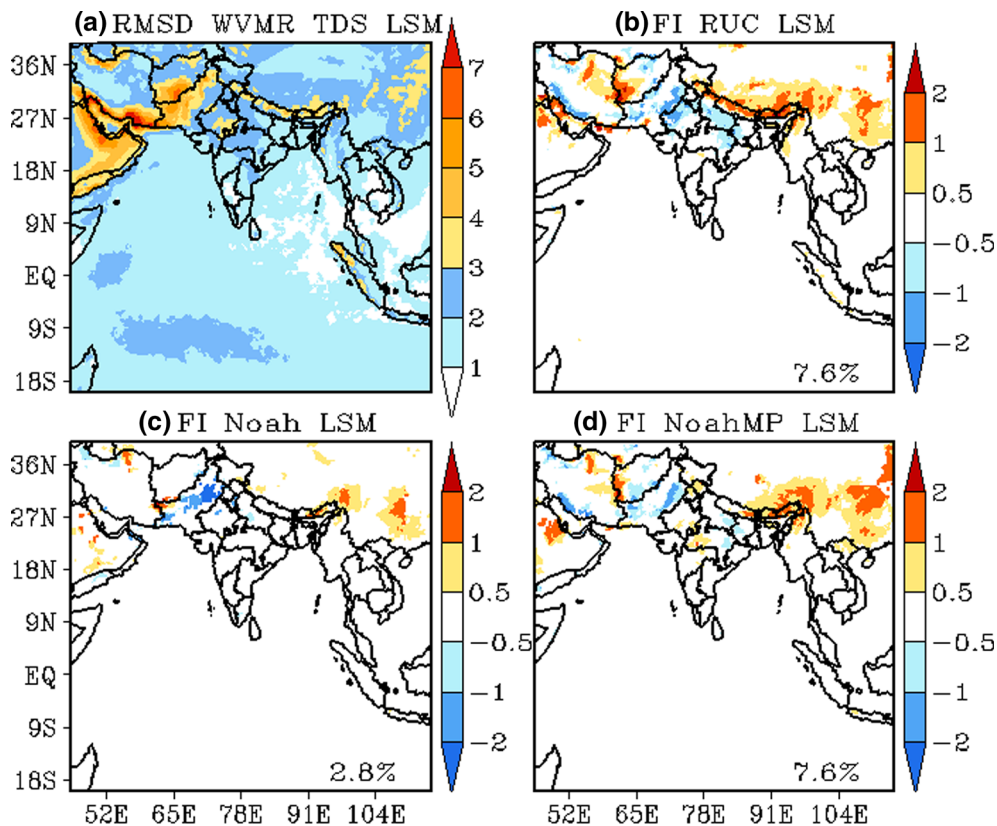 (a) RMSD WVMR TDS LSM
36N
27N
18N
9N
EQ
9S
18S
7
6
5
4
3
2
1
(b) FI RUC LSM
7.6%
2
1
0.5
-0.5
-1
-2
(c) FI Noah LSM
36N
27N
18N
9N
EQ
9S
18S
2.8%
52E 65E 78E 91E 104E
2
1
0.5
-0.5
-1
-2
(d) FI NoahMP LSM
7.6%
52E 65E 78E 91E 104E
2
1
0.5
-0.5
-1
-2